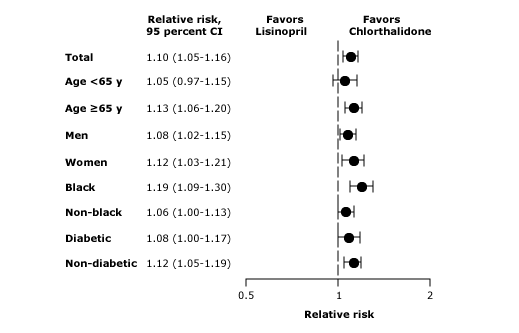 Relative risk, Favors Favors
95 percent CI Lisinopril Chlorthalidone
Total 1.10 (1.05-1.16)
Age <65 y 1.05 (0.97-1.15)
Age ≥65 y 1.13 (1.06-1.20)
Men 1.08 (1.02-1.15)
Women 1.12 (1.03-1.21)
Black 1.19 (1.09-1.30)
Non-black 1.06 (1.00-1.13)
Diabetic 1.08 (1.00-1.17)
Non-diabetic 1.12 (1.05-1.19)
0.5 1 2
Relative risk